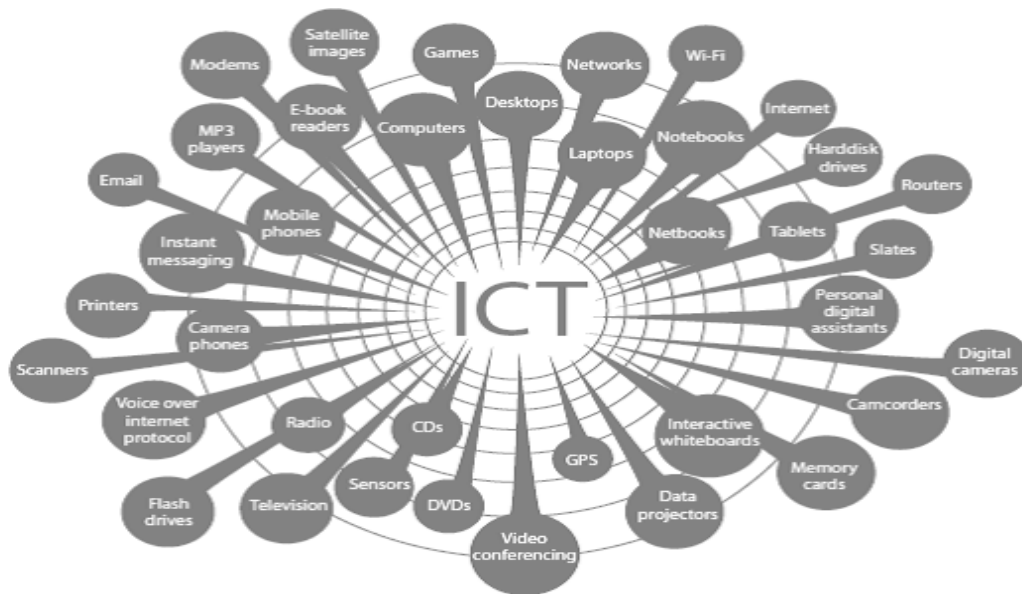 Satellite
images
Games
Networks
Wi-Fi
Modems
E-book
readers
Computers
Desktops
Laptops
Notebooks
Internet
MP3
players
Harddisk
drives
Email
Mobile
phones
Netbooks
Tablets
Routers
Instant
messaging
Slates
Printers
ICT
Personal
digital
assistants
Camera
phones
Scanners
Digital
cameras
Voice over
internet
protocol
Radio
CDs
GPS
Interactive
whiteboards
Camcorders
Flash
drives
Television
Sensors
DVDs
Video
conferencing
Data
projectors
Memory
cards